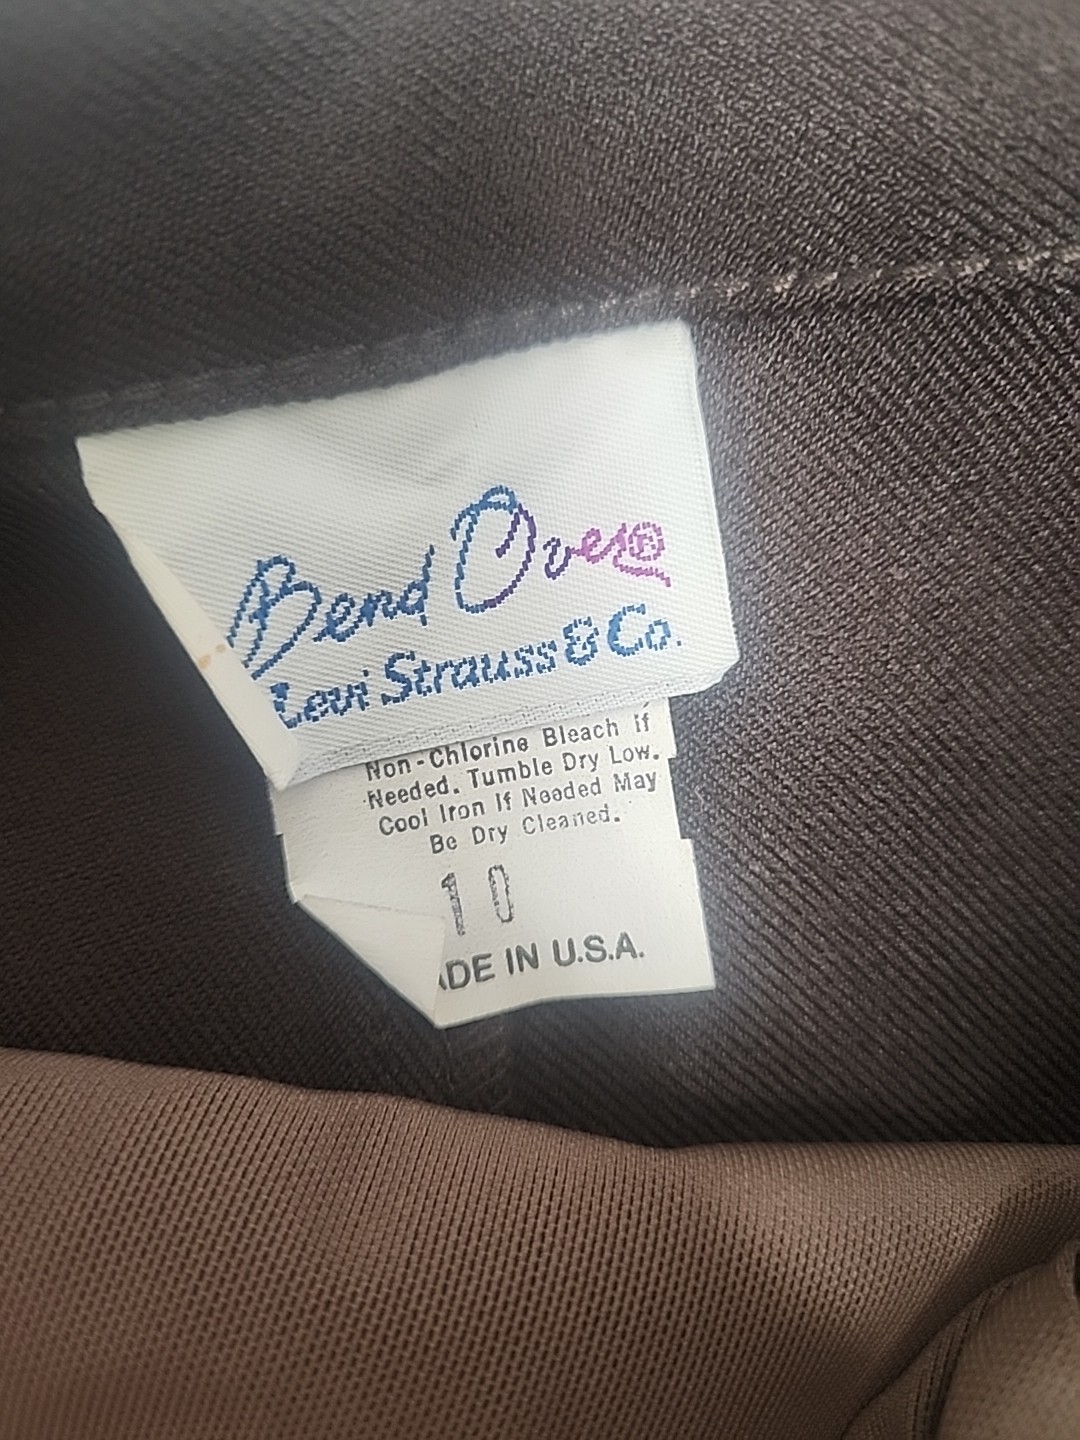 Bend Over®
Levi Strauss & Co.
Non-Chlorine Bleach If
Needed. Tumble Dry Low.
Cool Iron If Needed May
Be Dry Cleaned.
10
ADE IN U.S.A.